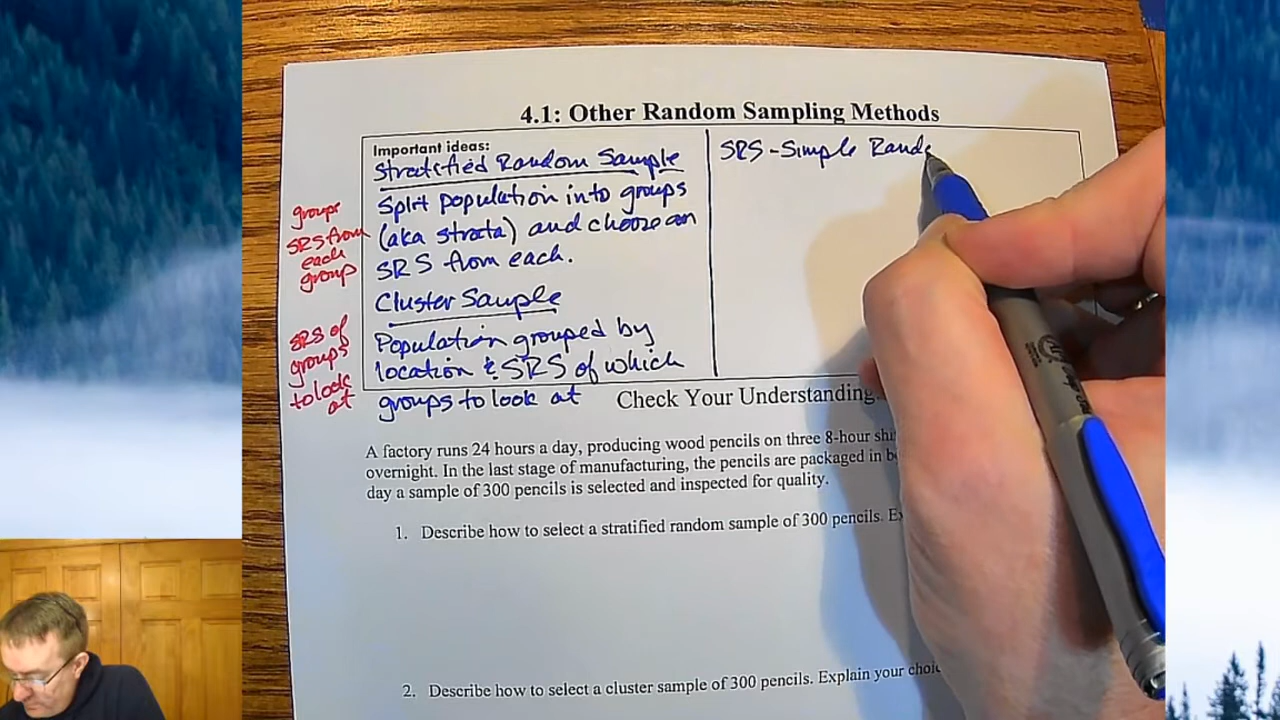 4.1: Other Random Sampling Methods
Important ideas:
Stratified Random Sample
Split population into groups
(aka strata) and choose an
SRS from each.
Cluster Sample
Population grouped by
location & SRS of which
groups to look at
groups
SRS from
each
group
SRS of
groups
to look
at
SRS - Simple Rando
Check Your Understanding
A factory runs 24 hours a day, producing wood pencils on three 8-hour shi
overnight. In the last stage of manufacturing, the pencils are packaged in b
day a sample of 300 pencils is selected and inspected for quality.
1. Describe how to select a stratified random sample of 300 pencils. Ex
2. Describe how to select a cluster sample of 300 pencils. Explain your choic